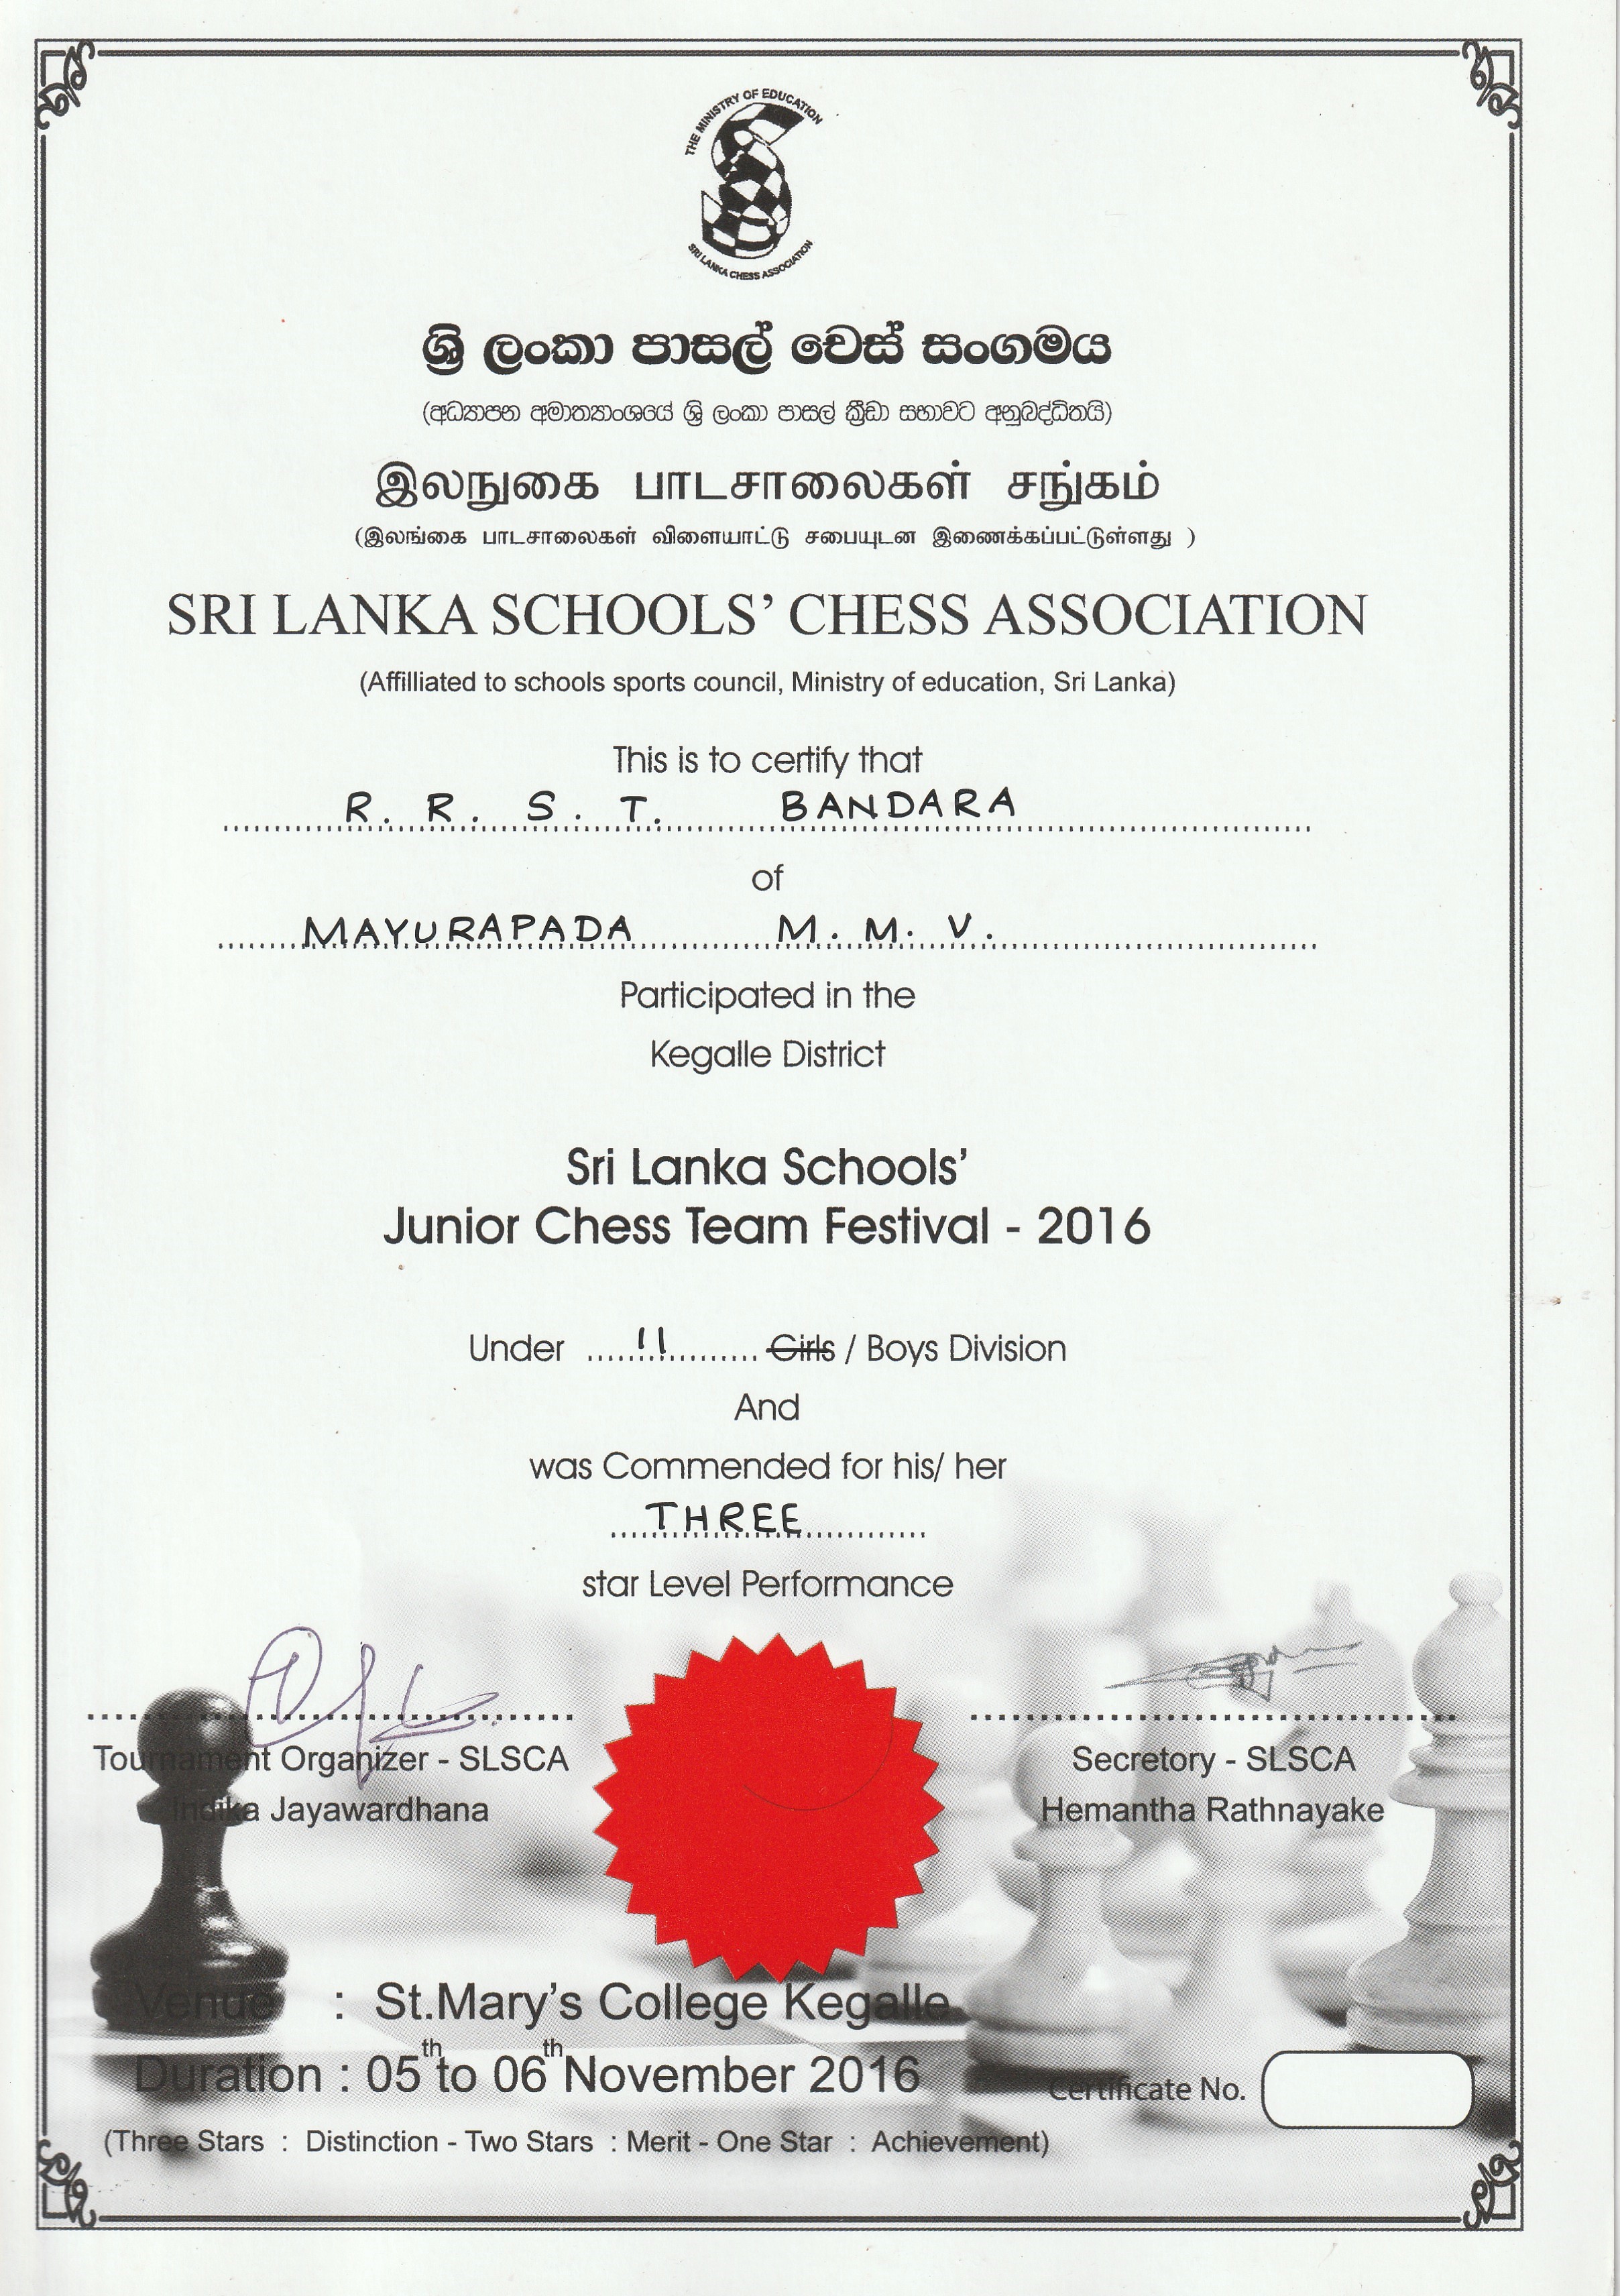 THE MINISTRY OF EDUCATION
SRI LANKA CHESS ASSOCIATION
ශ්‍රි ලංකා පාසල් චෙස් සංගමය
(අධ්‍යාපන අමාත්‍යාංශයේ ශ්‍රි ලංකා පාසල් ක්‍රීඩා සභාවට අනුබද්ධිතයි)
இலநுகை பாடசாலைகள் சங்கம்
(இலங்கை பாடசாலைகள் விளையாட்டு சபையுடன இணைக்கப்பட்டுள்ளது )
SRI LANKA SCHOOLS’ CHESS ASSOCIATION
(Affilliated to schools sports council, Ministry of education, Sri Lanka)
This is to certify that
R. R. S. T. BANDARA
of
MAYURAPADA M. M. V.
Participated in the
Kegalle District
Sri Lanka Schools’
Junior Chess Team Festival - 2016
Under 11 Girls / Boys Division
And
was Commended for his/ her
THREE
star Level Performance
Tournament Organizer - SLSCA
Indika Jayawardhana
Secretory - SLSCA
Hemantha Rathnayake
Venue : St.Mary’s College Kegalle
Duration : 05th to 06th November 2016
Certificate No.
(Three Stars : Distinction - Two Stars : Merit - One Star : Achievement)